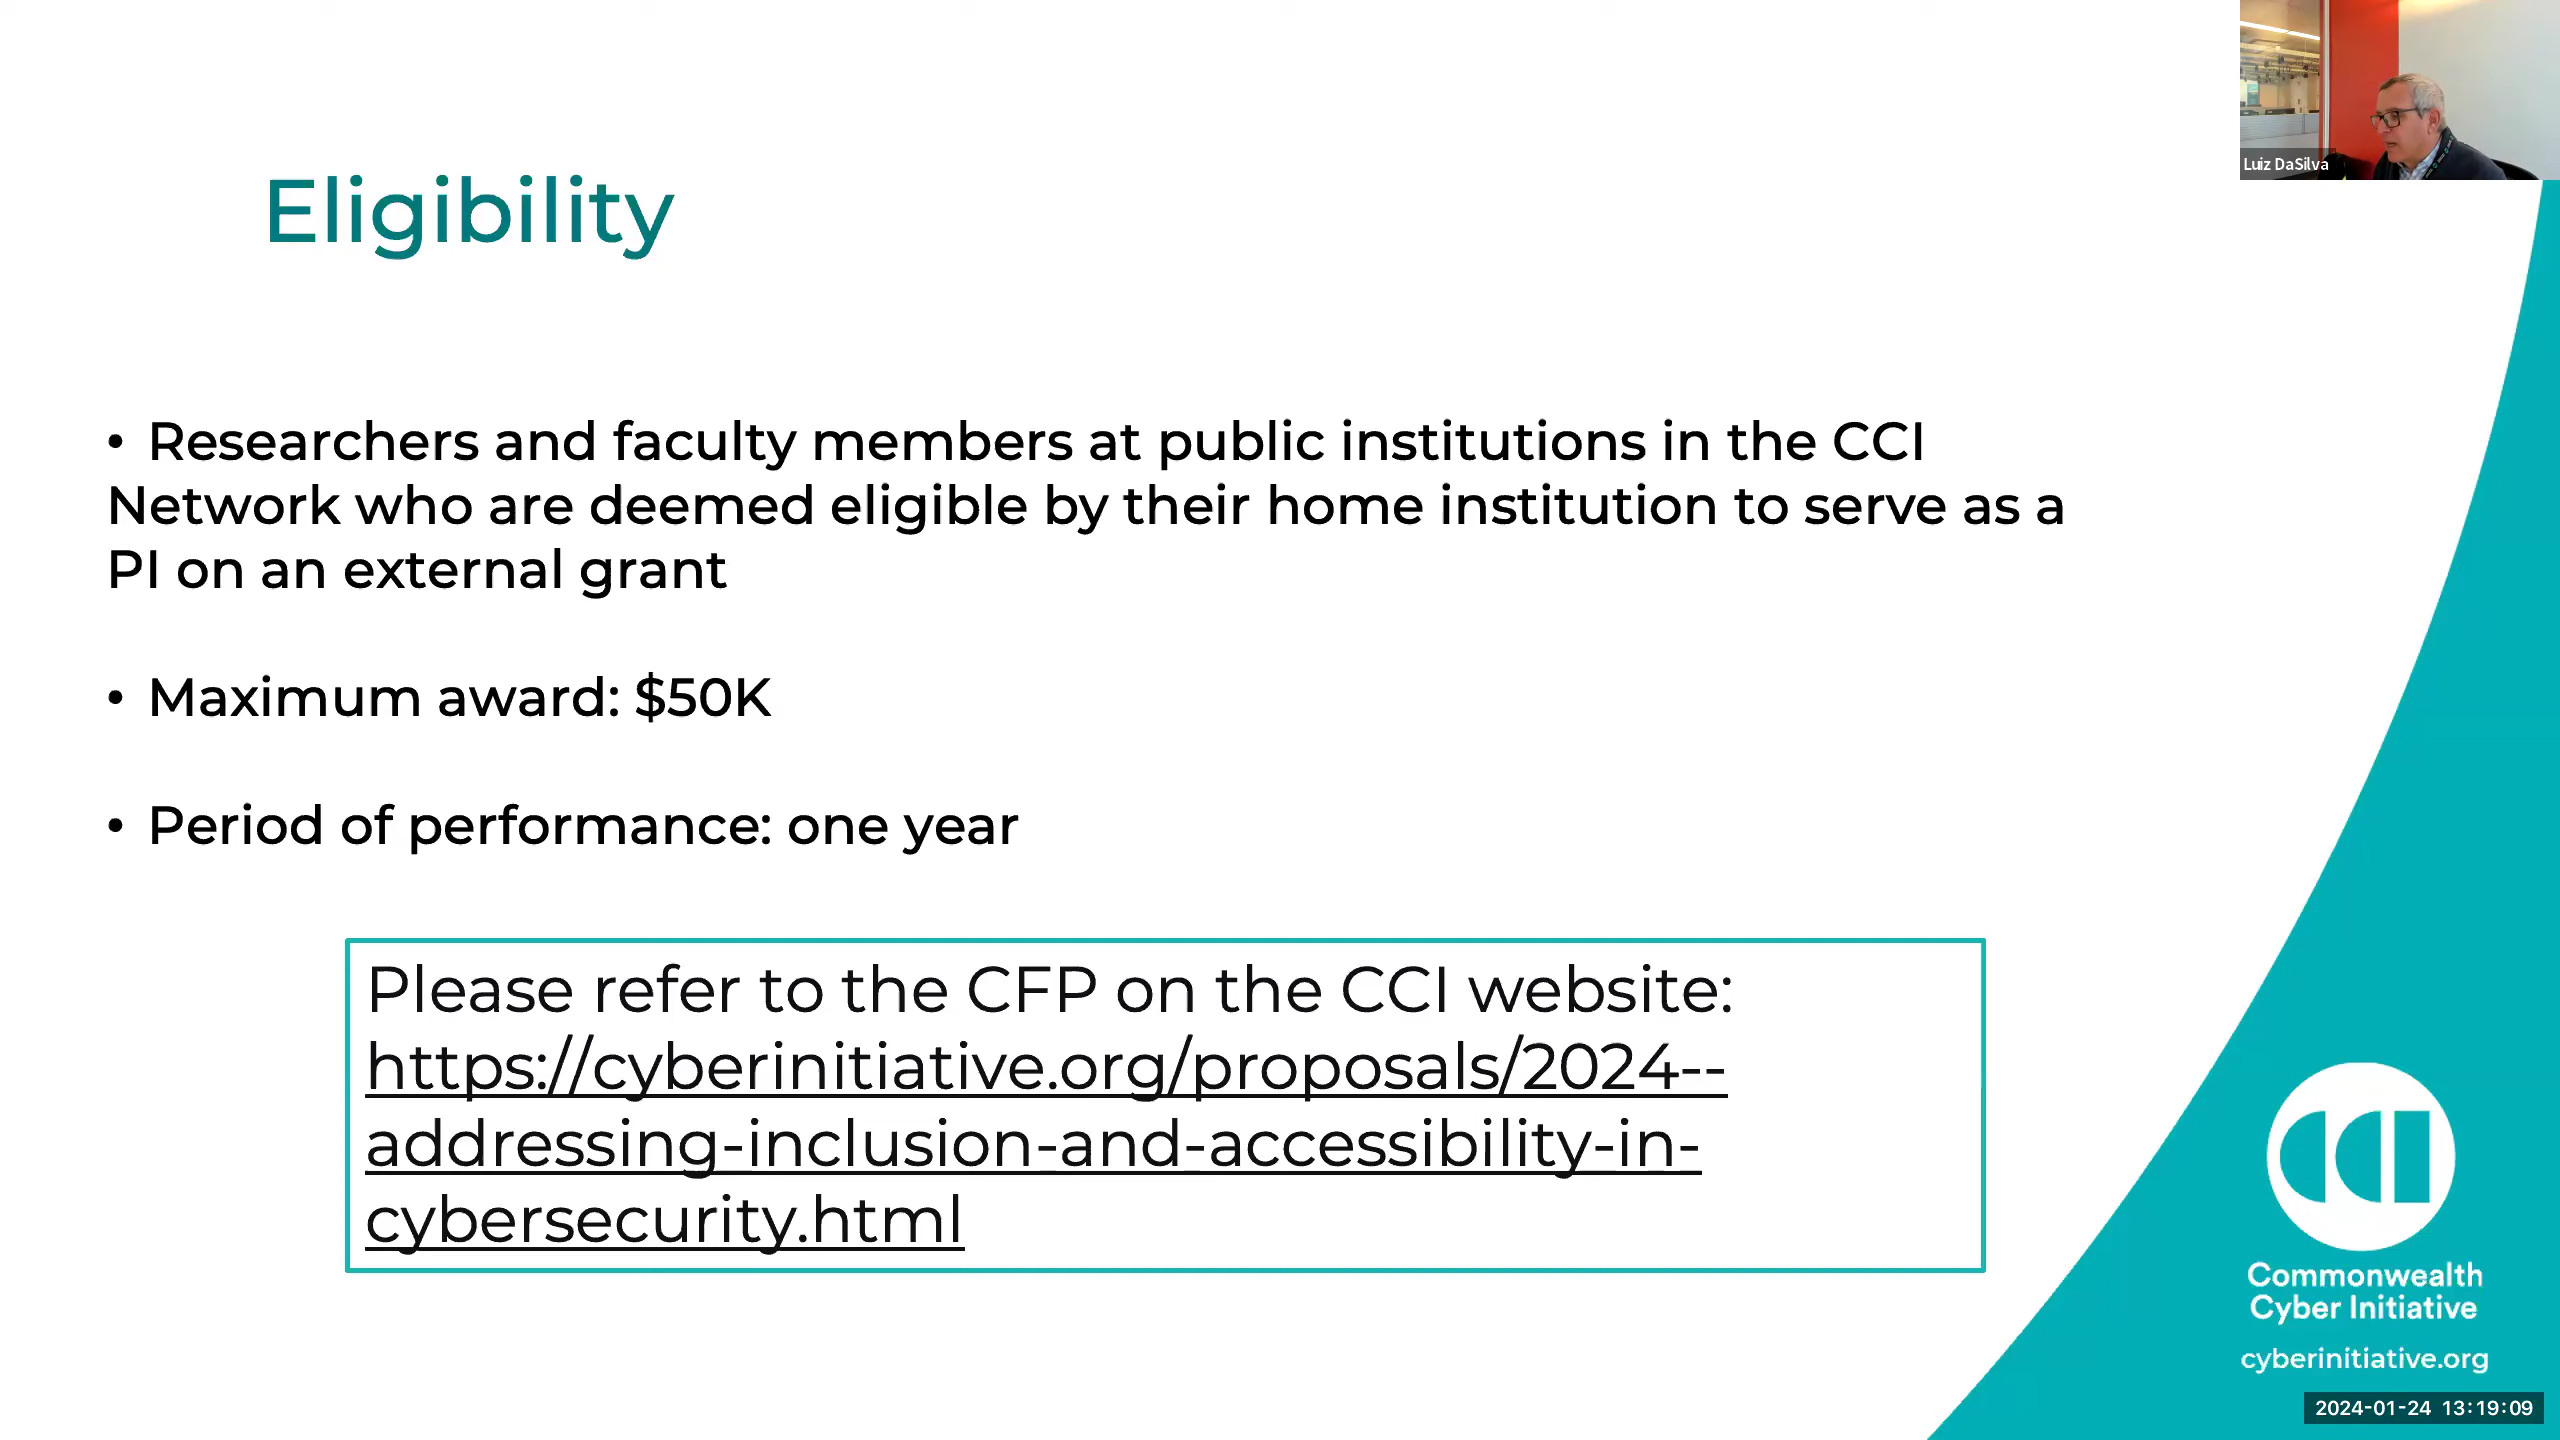 Luiz DaSilva
Eligibility
• Researchers and faculty members at public institutions in the CCI
Network who are deemed eligible by their home institution to serve as a
PI on an external grant
• Maximum award: $50K
• Period of performance: one year
Please refer to the CFP on the CCI website:
https://cyberinitiative.org/proposals/2024--
addressing-inclusion-and-accessibility-in-
cybersecurity.html
CCI
Commonwealth
Cyber Initiative
cyberinitiative.org
2024-01-24 13:19:09